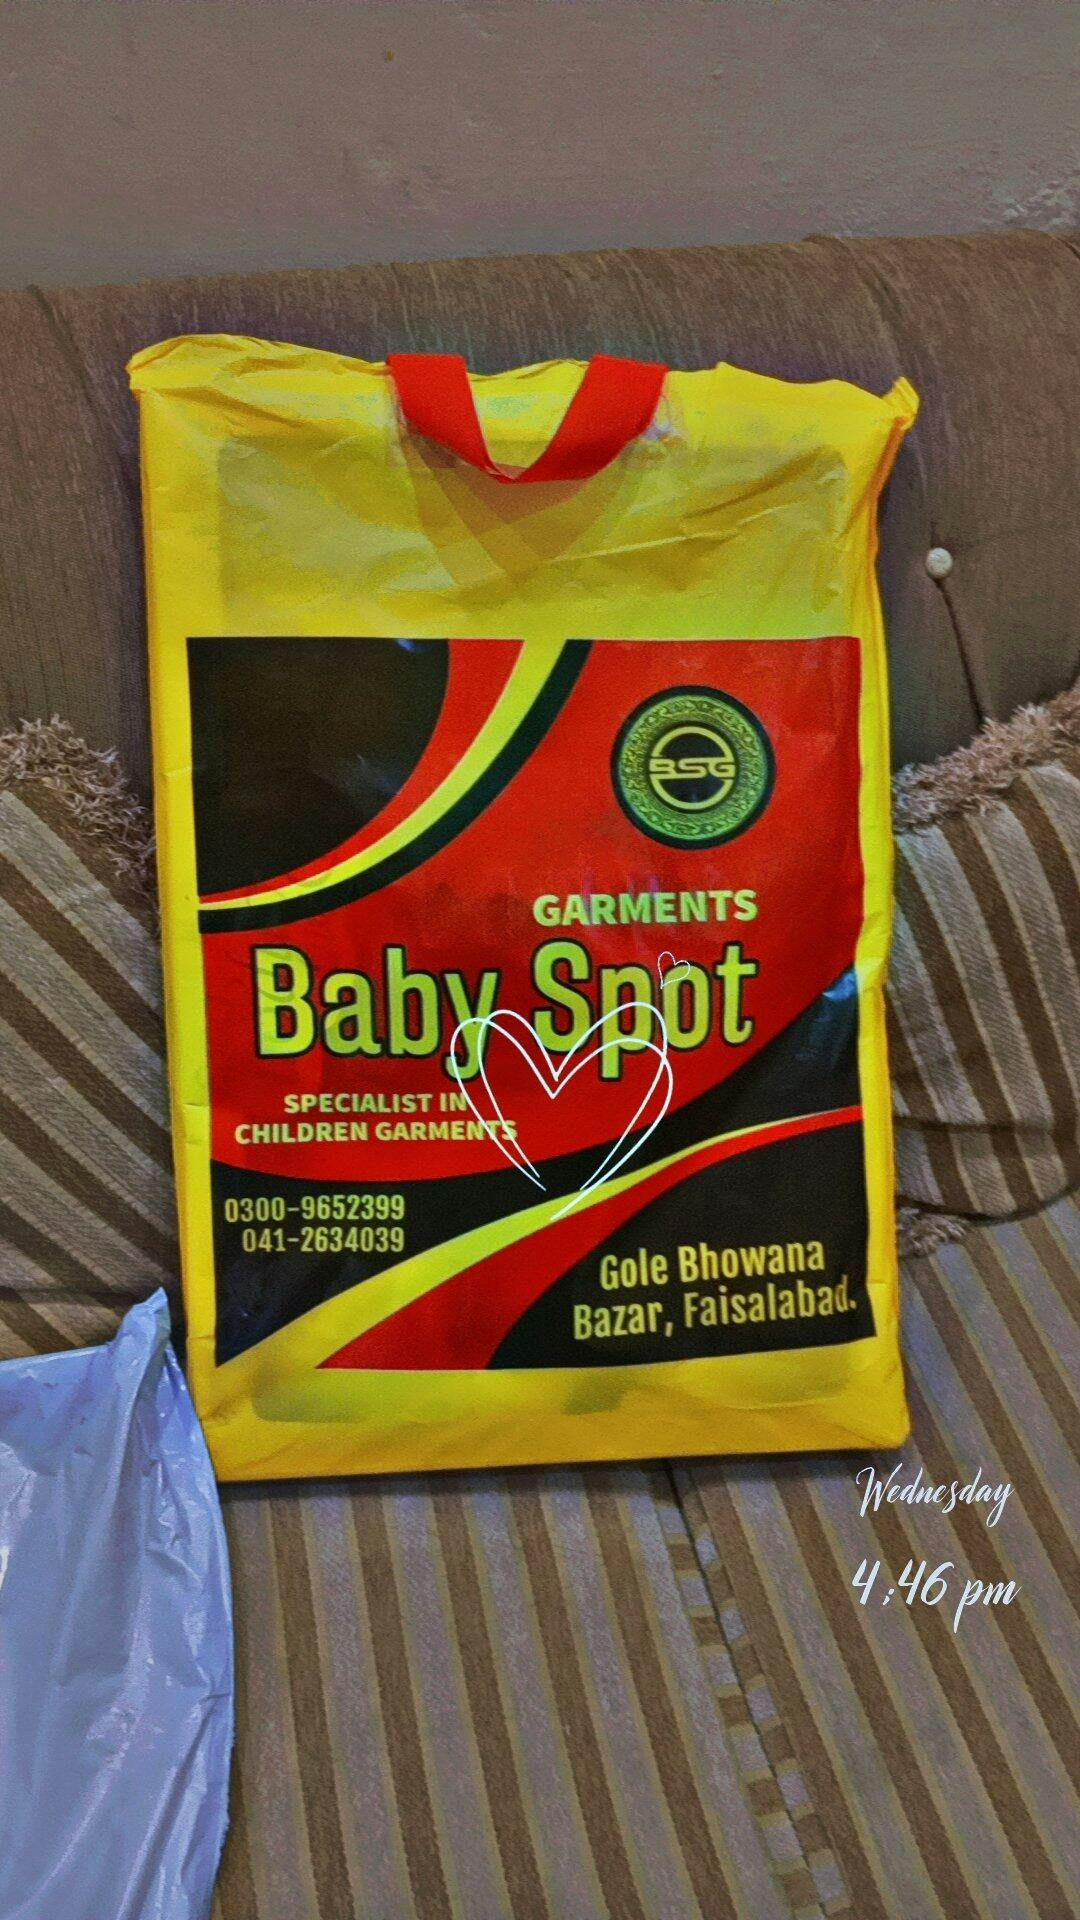 BSG
GARMENTS
Baby Spot
SPECIALIST IN
CHILDREN GARMENTS
0300-9652399
041-2634039
Gole Bhowana
Bazar, Faisalabad.
Wednesday
4:46 pm